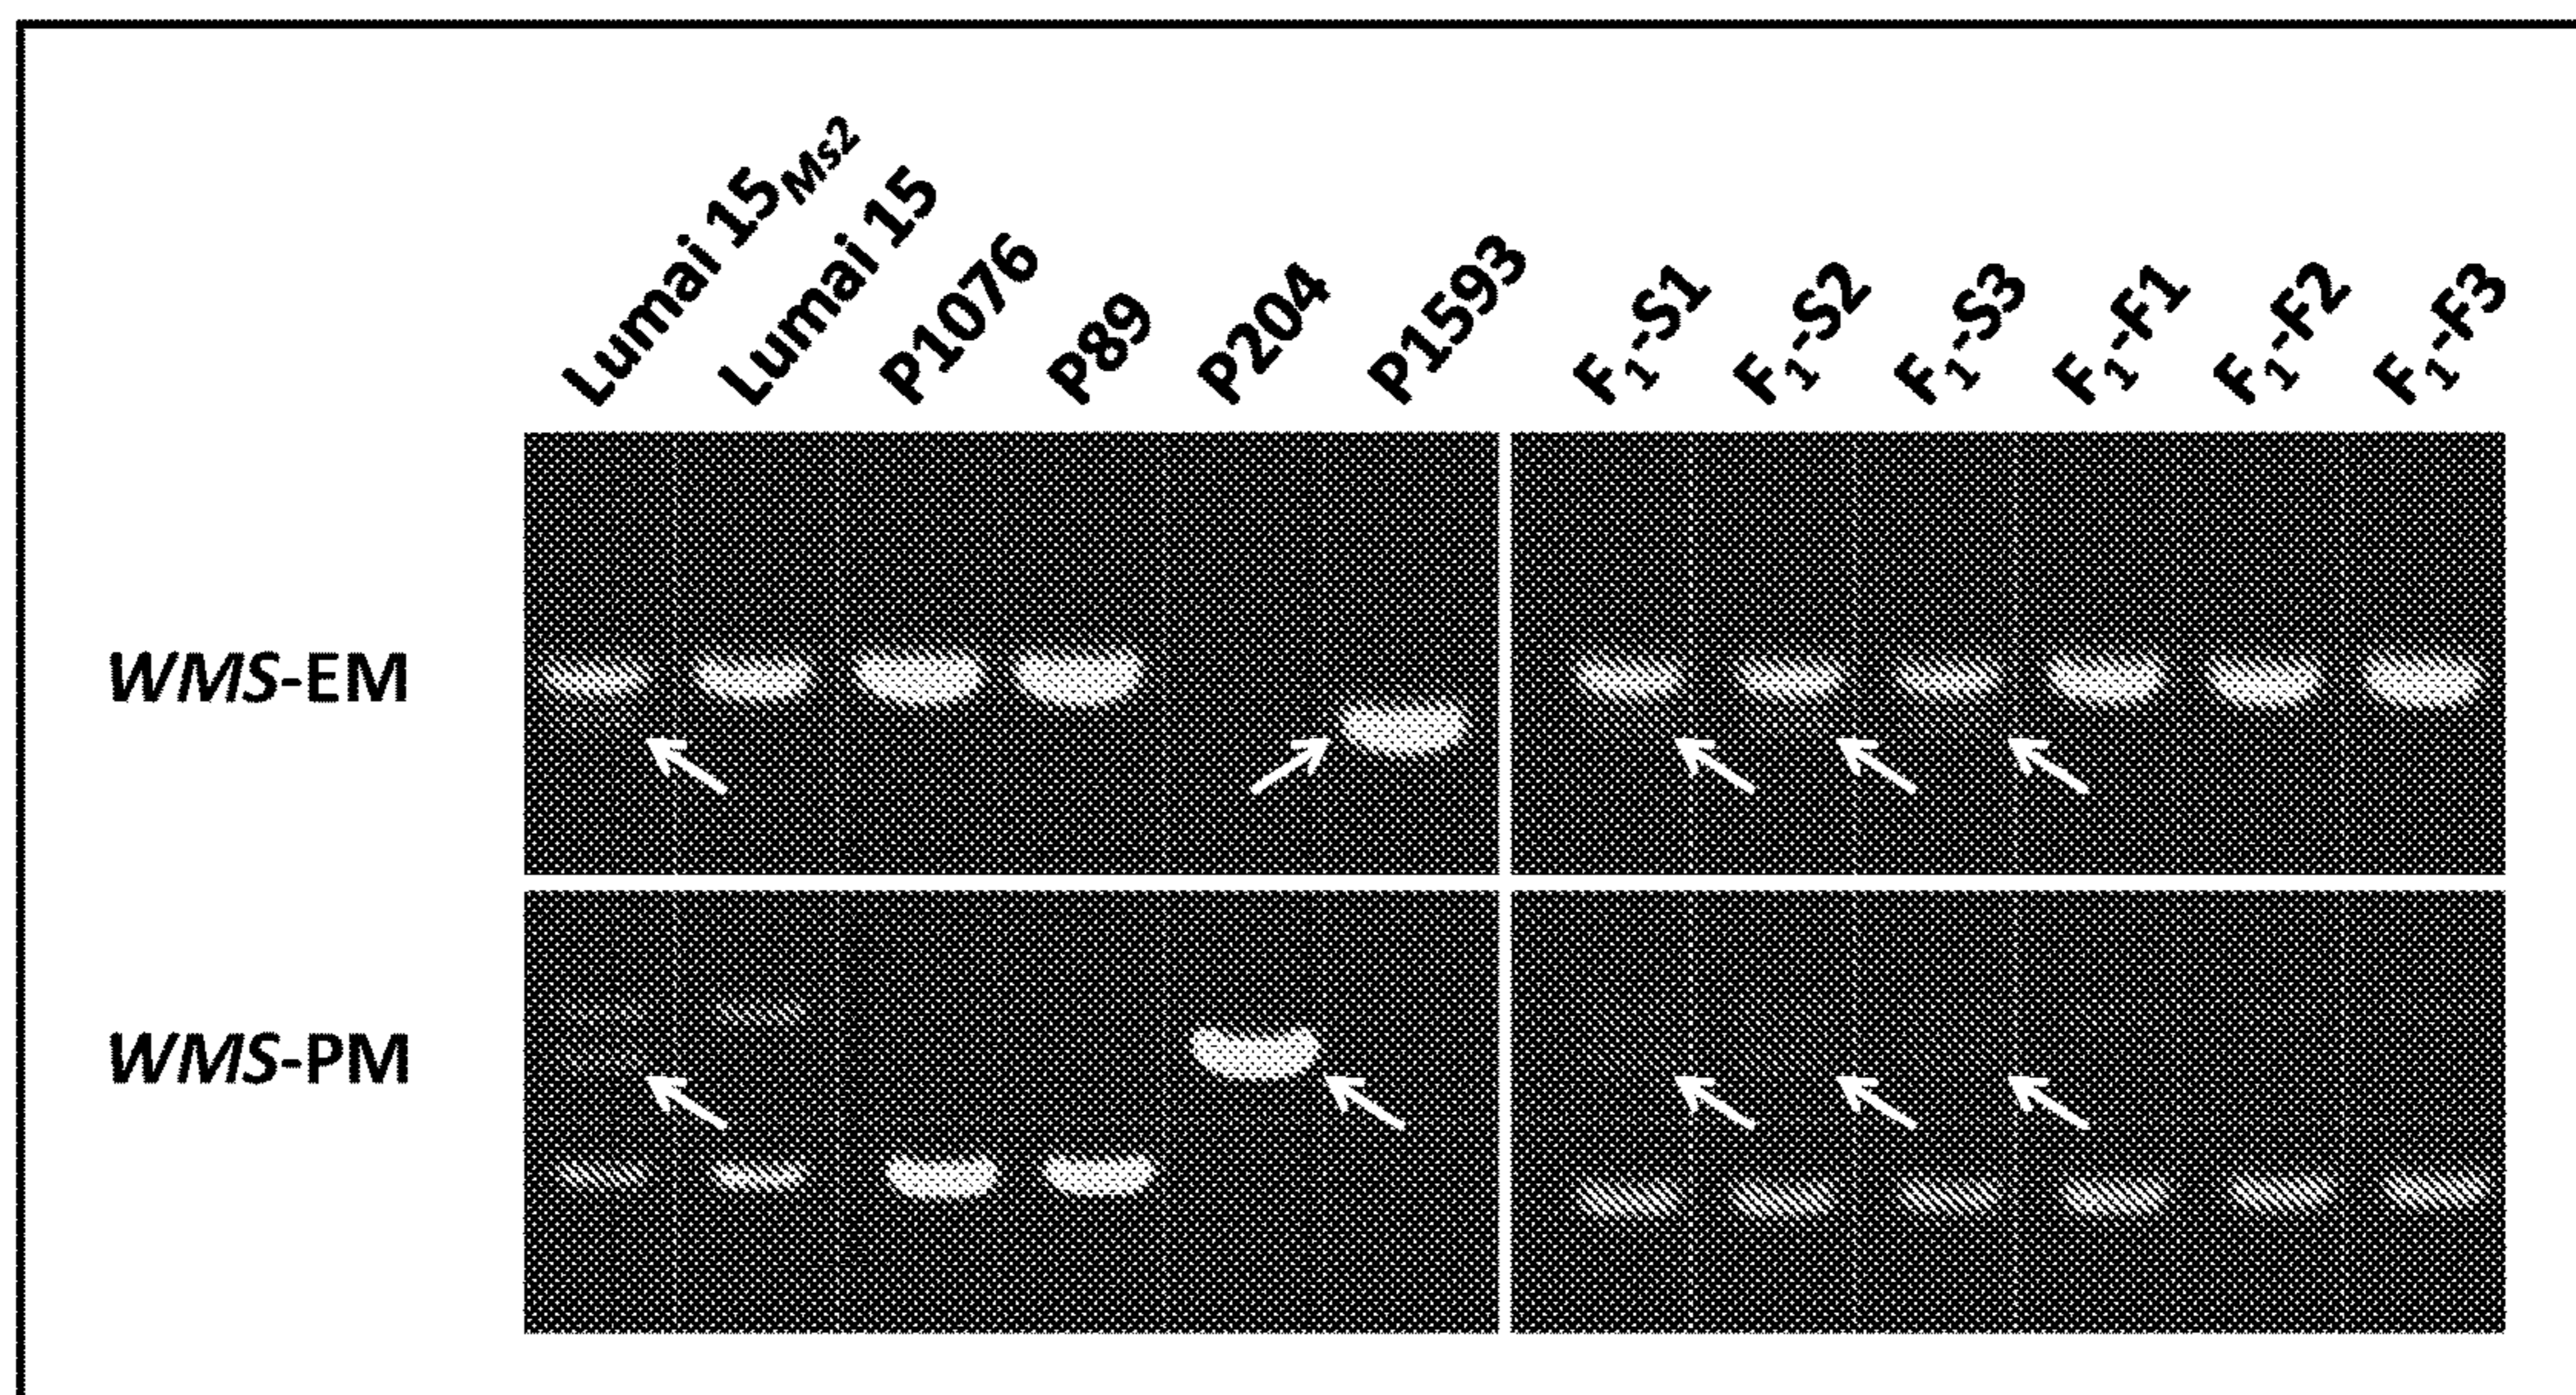 Lumai 15Ms2
Lumai 15
P1076
P89
P204
P1593
F1-S1
F1-S2
F1-S3
F1-F1
F1-F2
F1-F3
WMS-EM
WMS-PM